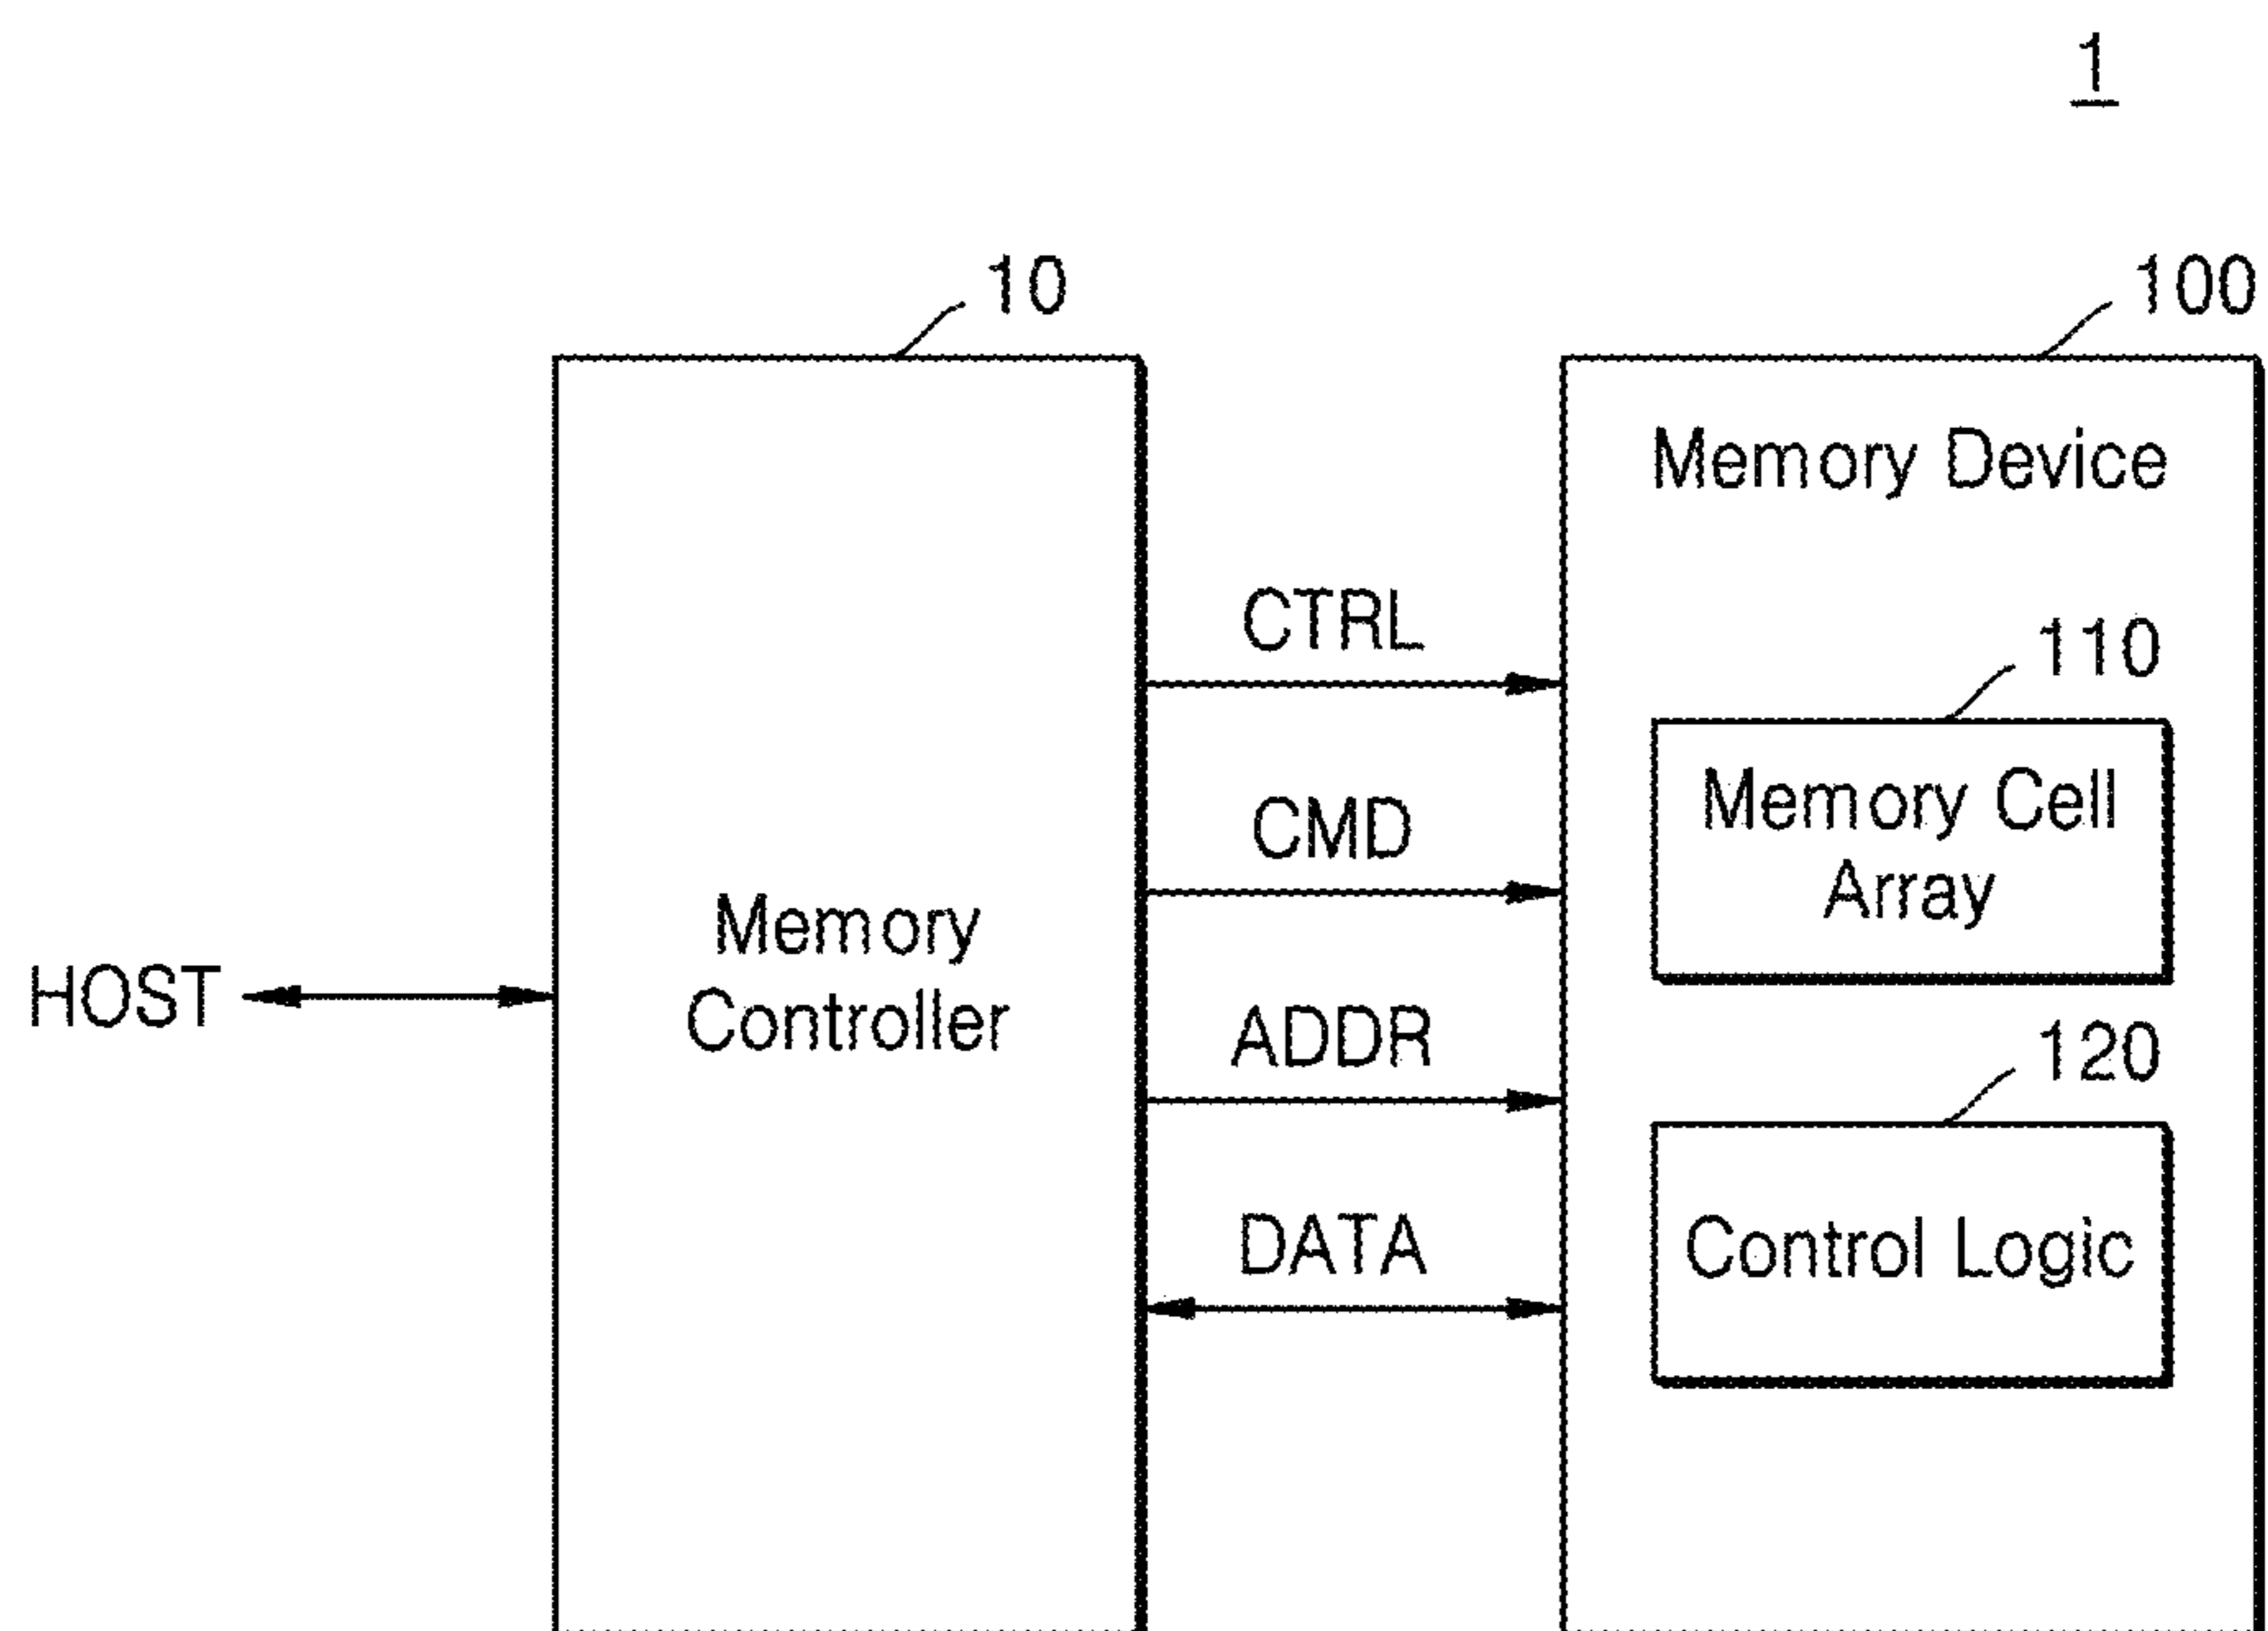 1
10
100
Memory Device
CTRL
110
Memory Cell
Array
CMD
Memory
Controller
HOST
ADDR
120
DATA
Control Logic